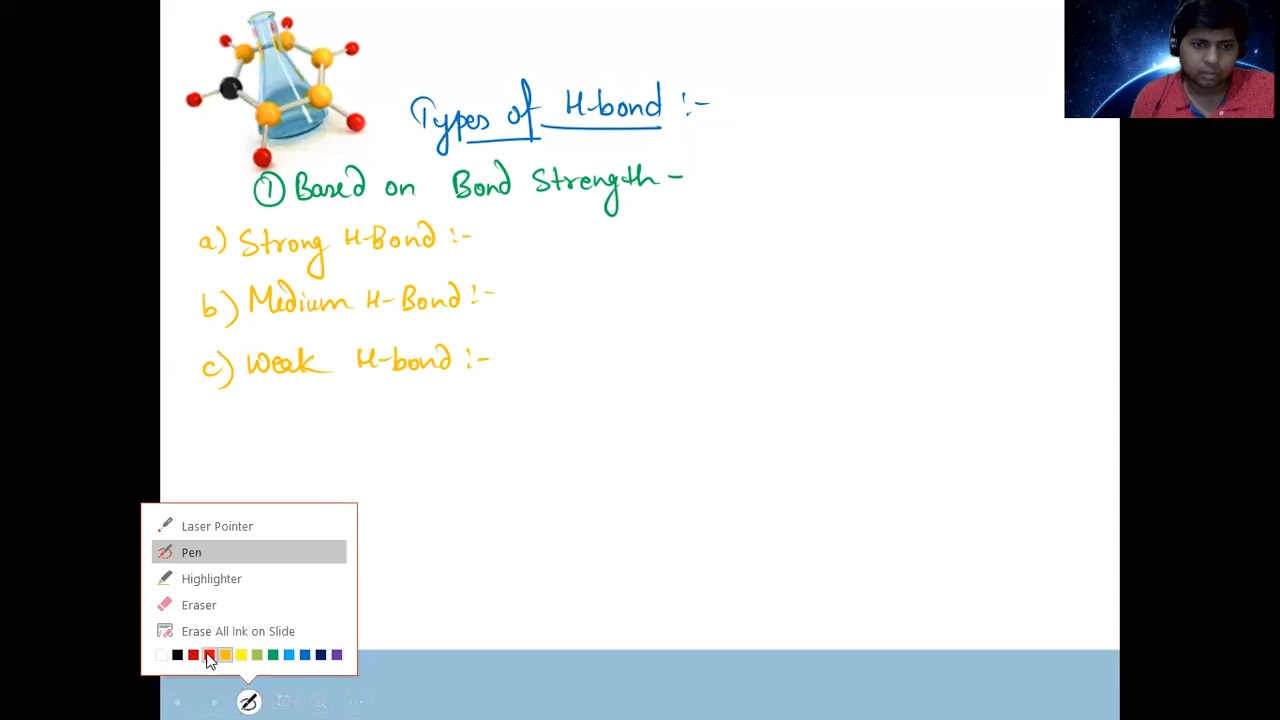 Types of H-bond :-
① Based on Bond Strength -
a) Strong H-Bond :-
b) Medium H-Bond :-
c) Weak H-bond :-
Laser Pointer
Pen
Highlighter
Eraser
Erase All Ink on Slide